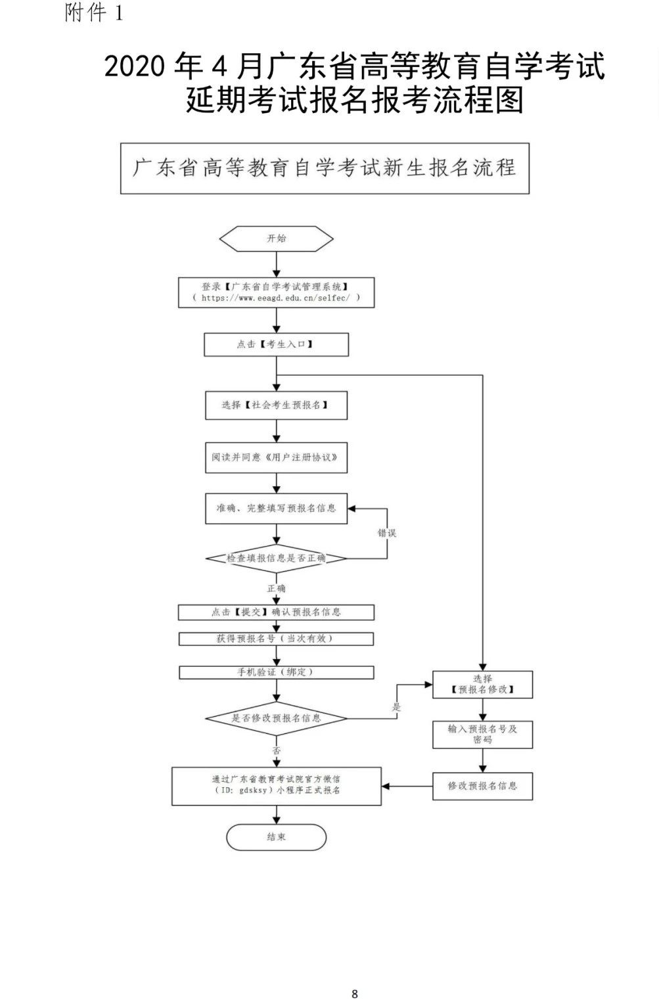 附件 1
2020 年 4 月广东省高等教育自学考试
延期考试报名报考流程图
广东省高等教育自学考试新生报名流程
开始
登录【广东省自学考试管理系统】
( https://www.eeagd.edu.cn/selfec/ )
点击【考生入口】
选择【社会考生预报名】
阅读并同意《用户注册协议》
准确、完整填写预报名信息
错误
检查填报信息是否正确
正确
点击【提交】确认预报名信息
获得预报名号（当次有效）
手机验证（绑定）
是否修改预报名信息
是
否
选择
【预报名修改】
输入预报名号及
密码
修改预报名信息
通过广东省教育考试院官方微信
（ID: gdsksy）小程序正式报名
结束
8